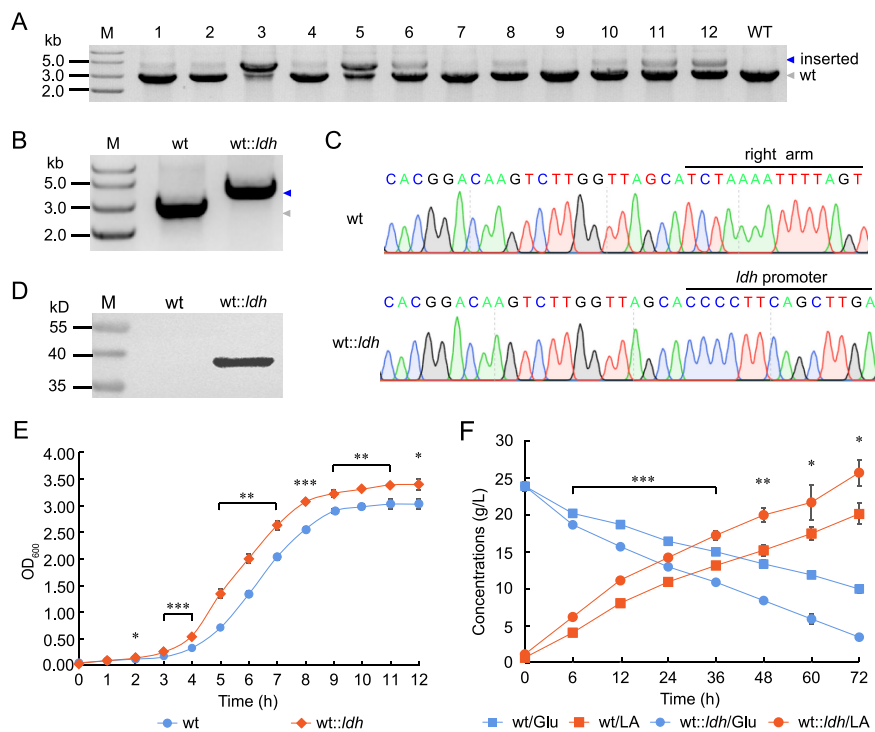 A
M 1 2 3 4 5 6 7 8 9 10 11 12 WT
kb
5.0
3.0
2.0
inserted
wt
B
M wt wt::ldh
kb
5.0
3.0
2.0
C
right arm
CACGGACAAGTCTTGGTTAGCATCTAAAATTTTAGT
wt
ldh promoter
CACGGACAAGTCTTGGTTAGCACCCCTTCAGCTTGA
wt::ldh
D
kD M wt wt::ldh
55
40
35
E
4.00
3.50
3.00
2.50
2.00
1.50
1.00
0.50
0.00
OD600
* *** ** *** ** *
0 1 2 3 4 5 6 7 8 9 10 11 12
Time (h)
wt wt::ldh
F
30
25
20
15
10
5
0
Concentrations (g/L)
*** ** * *
0 6 12 24 36 48 60 72
Time (h)
wt/Glu wt/LA wt::ldh/Glu wt::ldh/LA